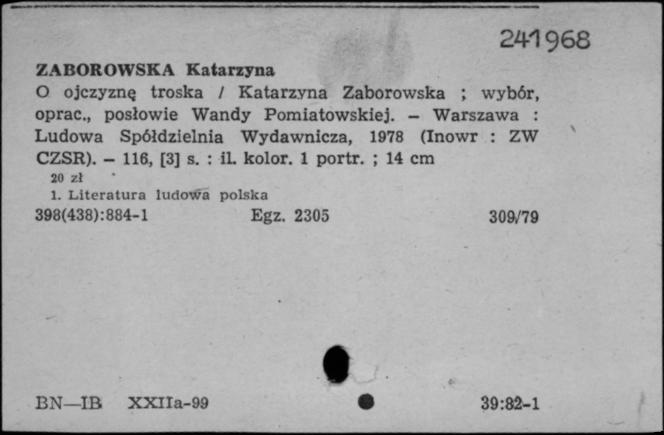 241968
ZABOROWSKA Katarzyna
O ojczyznę troska / Katarzyna Zaborowska ; wybór,
oprac., posłowie Wandy Pomiatowskiej. — Warszawa :
Ludowa Spółdzielnia Wydawnicza, 1978 (Inowr : ZW
CZSR). — 116, [3] s. : il. kolor. 1 portr. ; 14 cm
20 zł
1. Literatura ludowa polska
398(438):884-1 Egz. 2305 309/79
BN—IB XXIIa-99 39:82-1